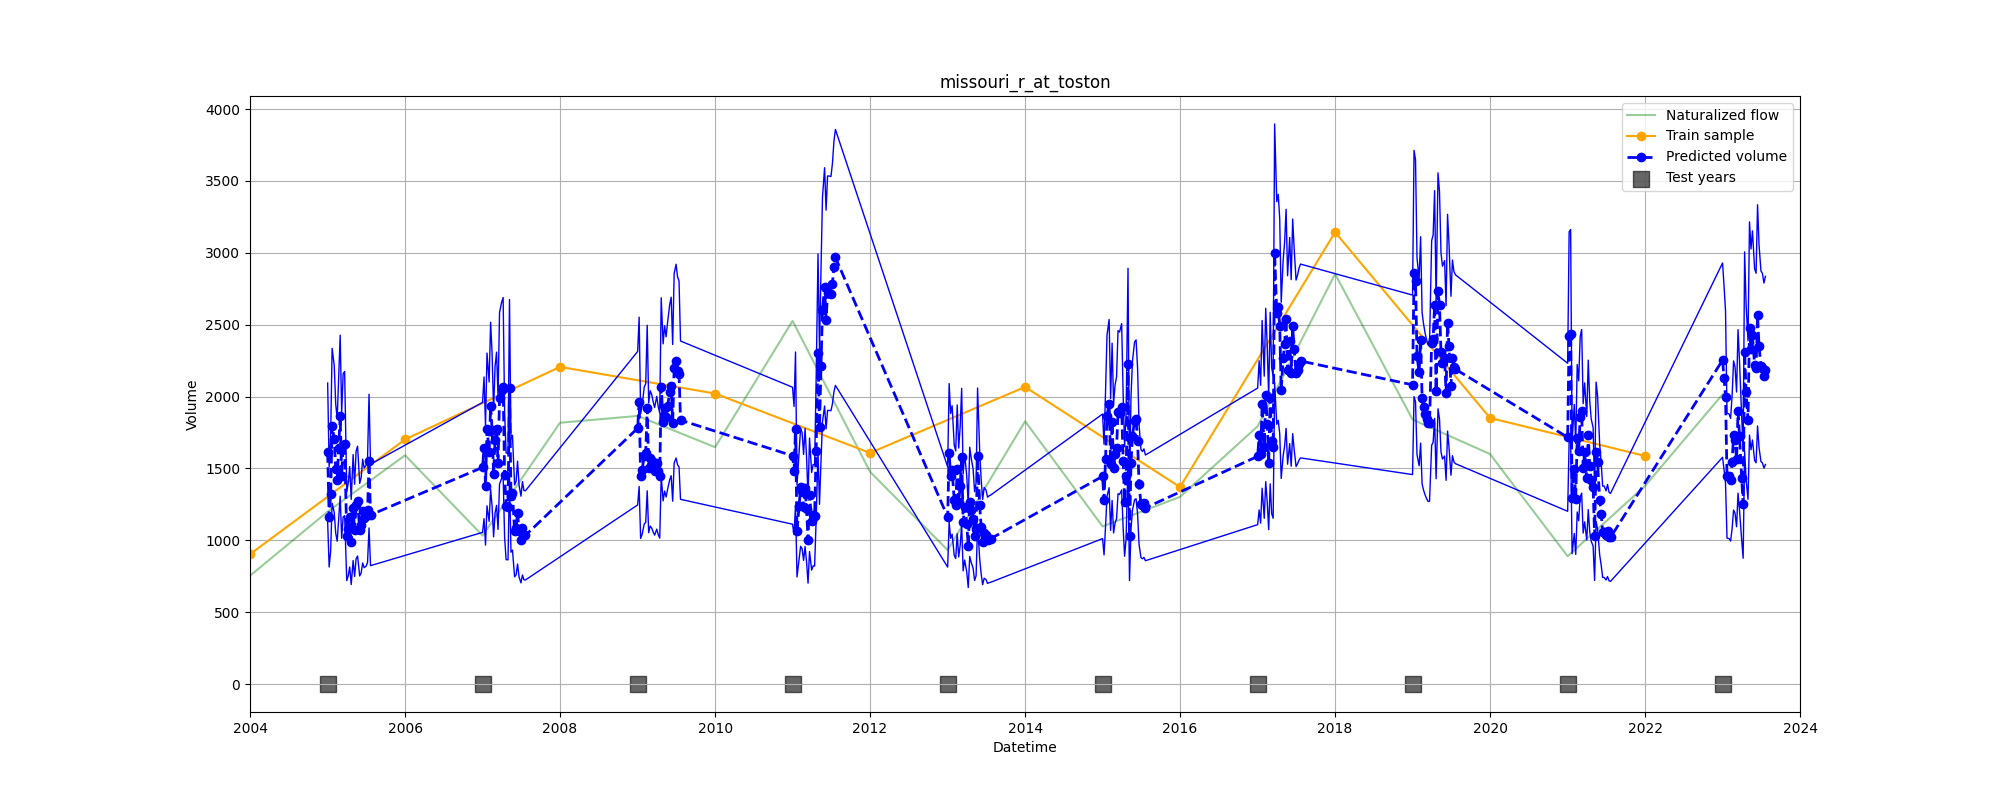 missouri_r_at_toston
Naturalized flow
Train sample
Predicted volume
Test years
Volume
4000
3500
3000
2500
2000
1500
1000
500
0
2004 2006 2008 2010 2012 2014 2016 2018 2020 2022 2024
Datetime